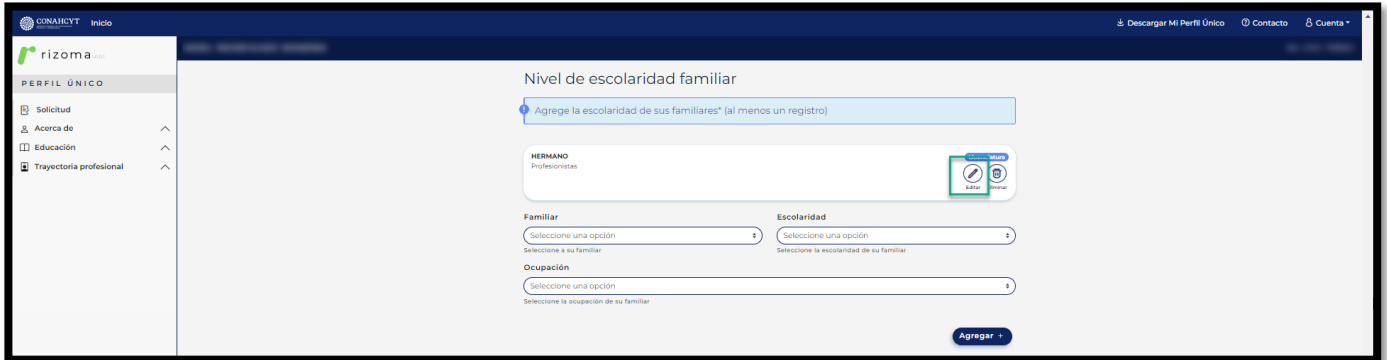 CONAHCYT Inicio Descargar Mi Perfil Único Contacto Cuenta
rizoma
PERFIL ÚNICO
Solicitud
Acerca de
Educación
Trayectoria profesional
Nivel de escolaridad familiar
Agrege la escolaridad de sus familiares* (al menos un registro)
HERMANO
Profesionistas
Editar
Familiar Escolaridad
Seleccione una opción Seleccione una opción
Seleccione a su familiar Seleccione la escolaridad de su familiar
Ocupación
Seleccione una opción
Seleccione la ocupación de su familiar
Agregar +